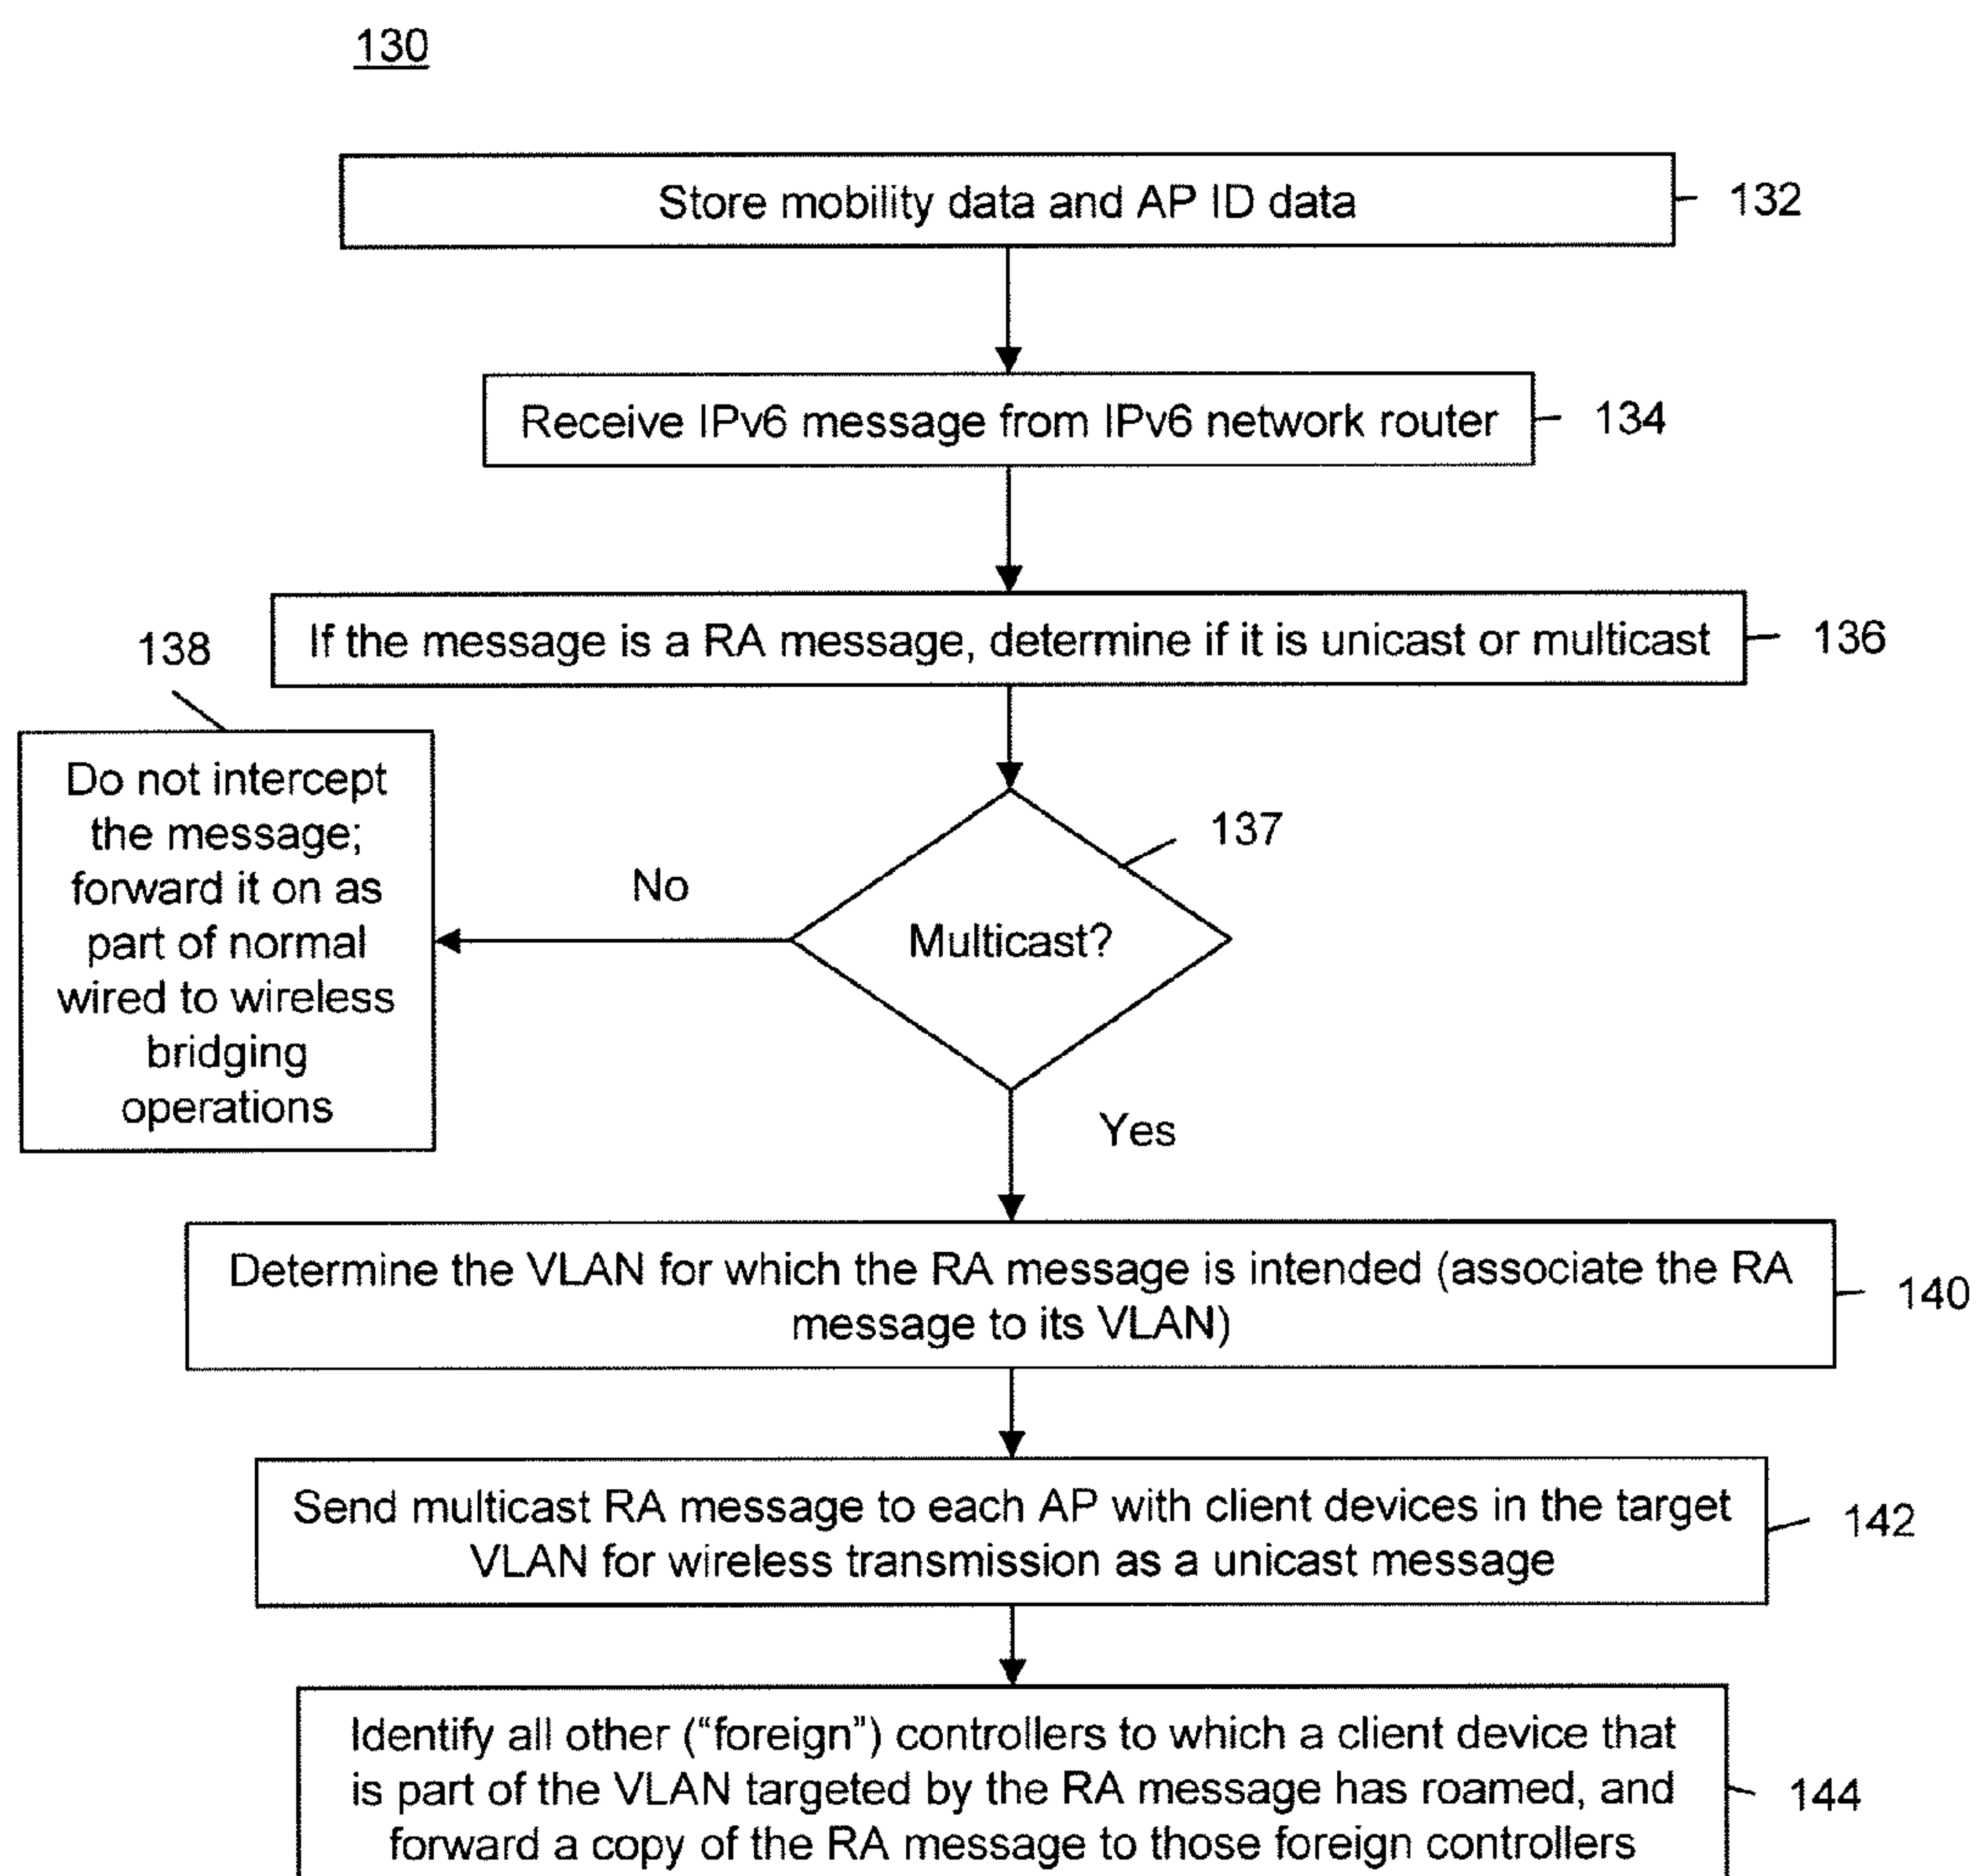 130
Store mobility data and AP ID data
132
Receive IPv6 message from IPv6 network router
134
If the message is a RA message, determine if it is unicast or multicast
136
138
Do not intercept
the message;
forward it on as
part of normal
wired to wireless
bridging
operations
No
Multicast?
137
Yes
Determine the VLAN for which the RA message is intended (associate the RA
message to its VLAN)
140
Send multicast RA message to each AP with client devices in the target
VLAN for wireless transmission as a unicast message
142
Identify all other (“foreign”) controllers to which a client device that
is part of the VLAN targeted by the RA message has roamed, and
forward a copy of the RA message to those foreign controllers
144